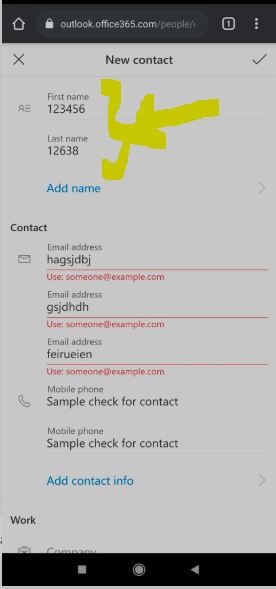 outlook.office365.com/people/
1
New contact
First name
123456
Last name
12638
Add name
Contact
Email address
hagsjdbj
Use: someone@example.com
Email address
gsjdhdh
Use: someone@example.com
Email address
feirueien
Use: someone@example.com
Mobile phone
Sample check for contact
Mobile phone
Sample check for contact
Add contact info
Work
Company